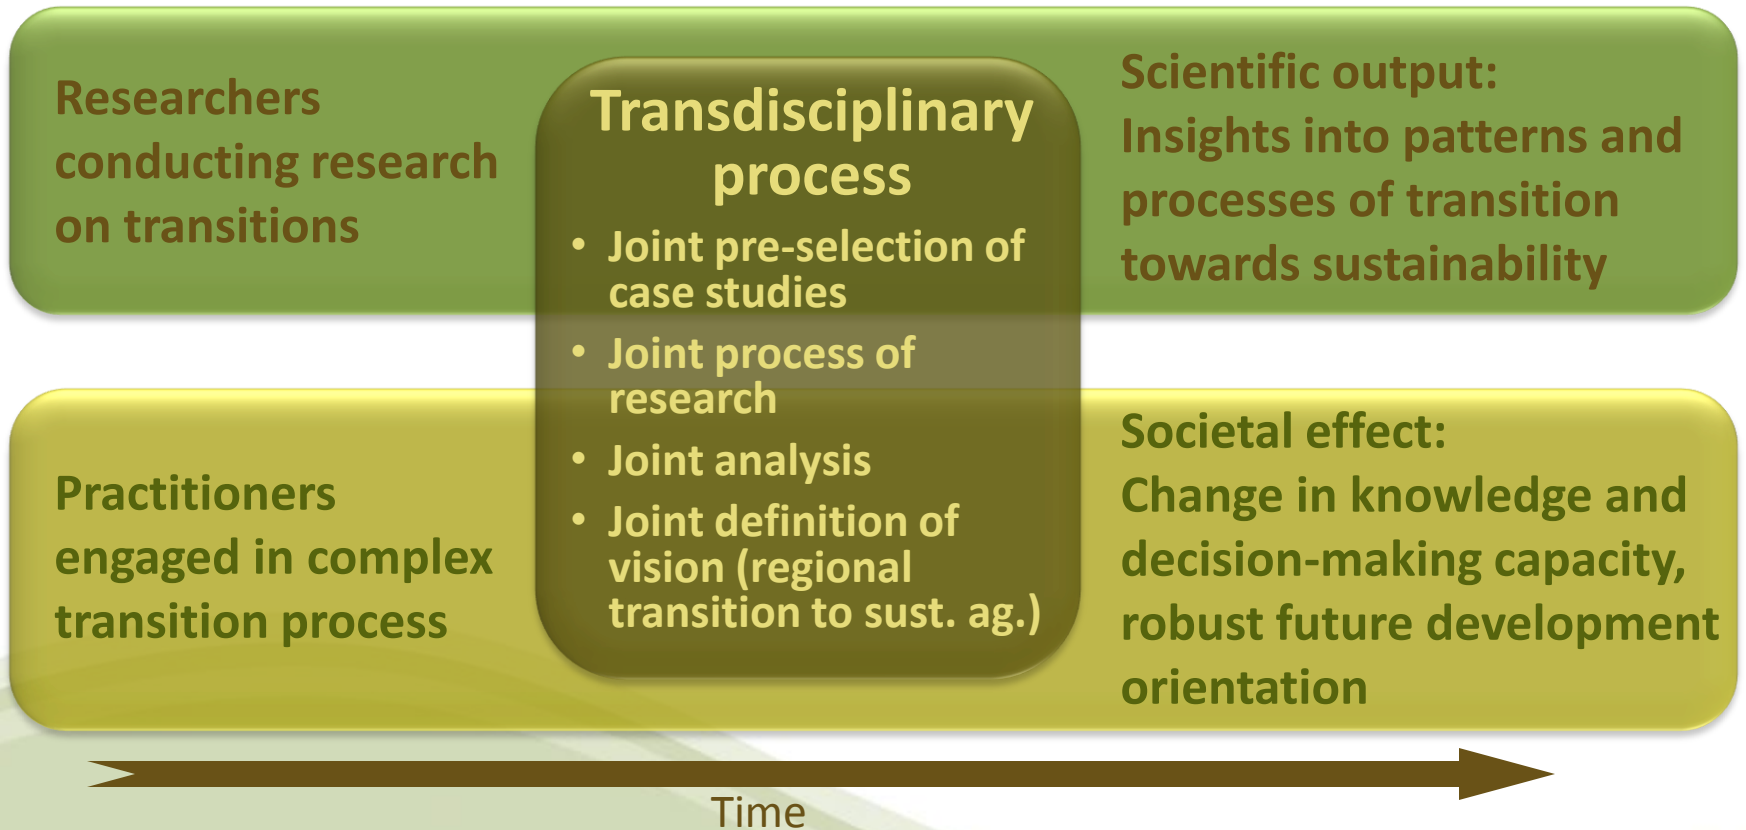 Researchers
conducting research
on transitions
Transdisciplinary
process
• Joint pre-selection of
case studies
• Joint process of
research
• Joint analysis
• Joint definition of
vision (regional
transition to sust. ag.)
Scientific output:
Insights into patterns and
processes of transition
towards sustainability
Practitioners
engaged in complex
transition process
Societal effect:
Change in knowledge and
decision-making capacity,
robust future development
orientation
Time